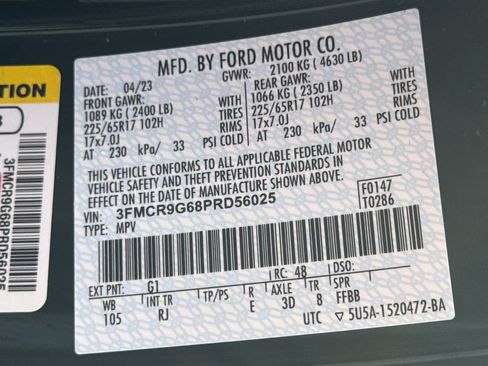 MFD. BY FORD MOTOR CO.
DATE: 04/23 GVWR: 2100 KG ( 4630 LB)
FRONT GAWR: REAR GAWR:
1089 KG ( 2400 LB) WITH 1066 KG ( 2350 LB) WITH
225/65R17 102H TIRES 225/65R17 102H TIRES
17x7.0J RIMS 17x7.0J RIMS
AT 230 kPa/ 33 PSI COLD AT 230 kPa/ 33 PSI COLD
THIS VEHICLE CONFORMS TO ALL APPLICABLE FEDERAL MOTOR
VEHICLE SAFETY AND THEFT PREVENTION STANDARDS IN EFFECT ON
THE DATE OF MANUFACTURE SHOWN ABOVE.
VIN: 3FMCR9G68PRD56025
TYPE: MPV
F0147
T0286
EXT PNT: G1 RC: 48 DSO:
WB INT TR TP/PS R AXLE TR SPR
105 RJ E 3D 8 FFBB
UTC ▽5U5A-1520472-BA
3FMCR9G68PRD56025